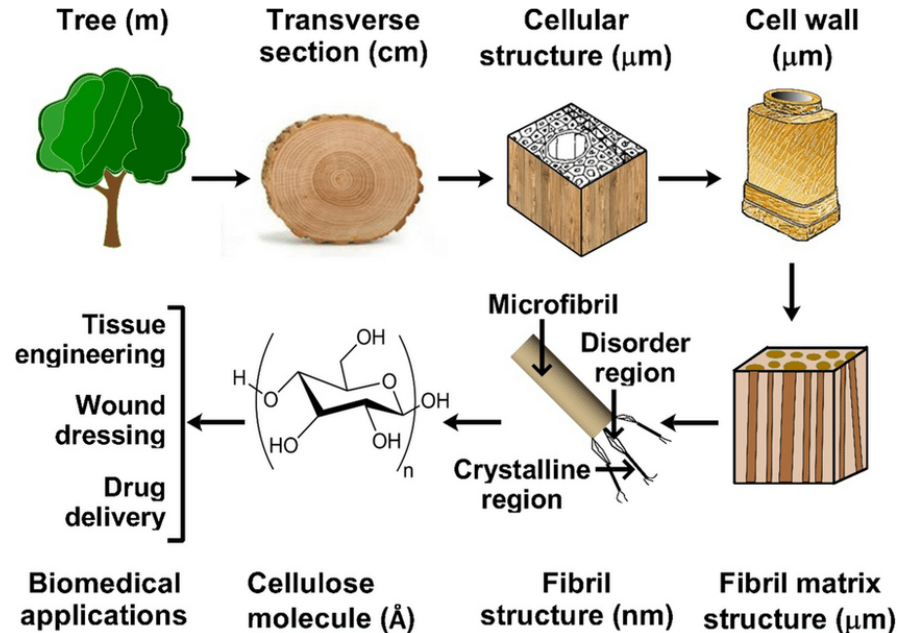 Tree (m)
Transverse
section (cm)
Cellular
structure (μm)
Cell wall
(μm)
Microfibril
Disorder
region
Crystalline
region
OH
H
O
O
OH
HO
OH
n
Tissue
engineering
Wound
dressing
Drug
delivery
Biomedical
applications
Cellulose
molecule (Å)
Fibril
structure (nm)
Fibril matrix
structure (μm)